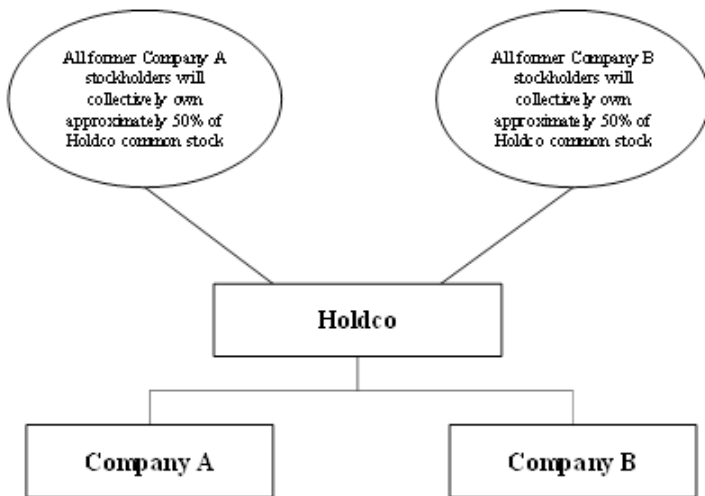 All former Company A
stockholders will
collectively own
approximately 50% of
Holdco common stock
All former Company B
stockholders will
collectively own
approximately 50% of
Holdco common stock
Holdco
Company A
Company B